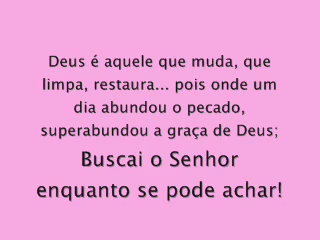 Deus é aquele que muda, que
limpa, restaura... pois onde um
dia abundou o pecado,
superabundou a graça de Deus;
Buscai o Senhor
enquanto se pode achar!